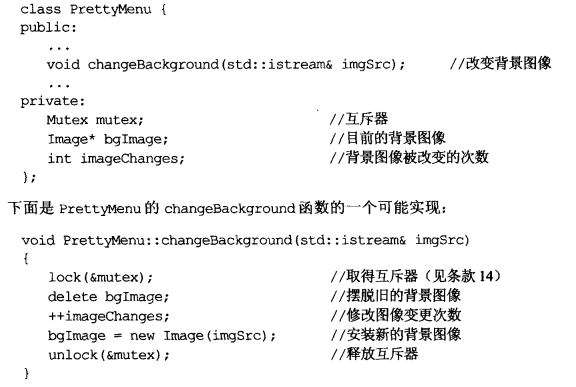 class PrettyMenu {
public:
...
void changeBackground(std::istream& imgSrc); //改变背景图像
...
private:
Mutex mutex; //互斥器
Image* bgImage; //目前的背景图像
int imageChanges; //背景图像被改变的次数
};
下面是 PrettyMenu 的 changeBackground 函数的一个可能实现：
void PrettyMenu::changeBackground(std::istream& imgSrc)
{
lock(&mutex); //取得互斥器（见条款 14）
delete bgImage; //摆脱旧的背景图像
++imageChanges; //修改图像变更次数
bgImage = new Image(imgSrc); //安装新的背景图像
unlock(&mutex); //释放互斥器
}